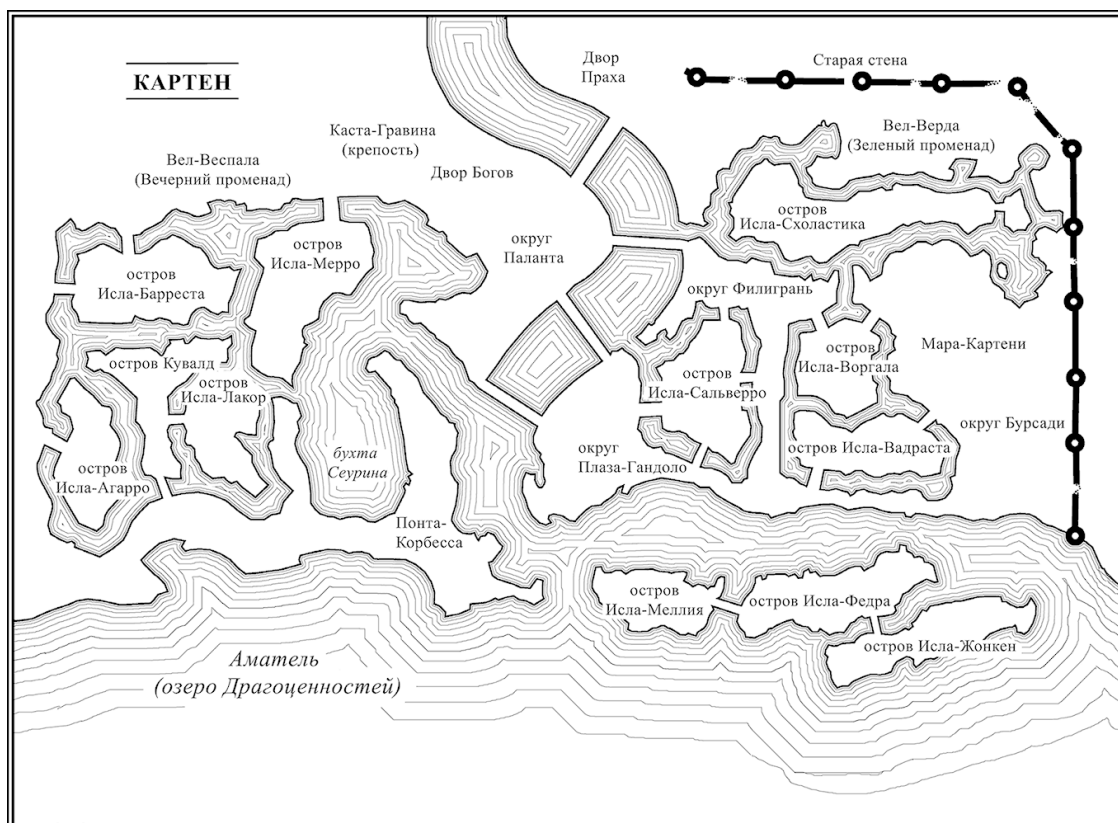 КАРТЕН
Двор
Праха
Старая стена
Каста-Гравина
(крепость)
Вел-Верда
(Зеленый променад)
Вел-Веспала
(Вечерний променад)
Двор Богов
остров
Исла-Схоластика
остров
Исла-Мерро
округ
Паланта
остров
Исла-Барреста
округ Филигрань
остров Кувалд
остров
Исла-Лакор
остров
Исла-Сальверро
остров
Исла-Воргала
Мара-Картени
округ Бурсади
бухта
Сеурина
округ
Плаза-Гандоло
остров Исла-Вадраста
остров
Исла-Агарро
Понта-
Корбесса
остров
Исла-Меллия
остров Исла-Федра
остров Исла-Жонкен
Аматель
(озеро Драгоценностей)